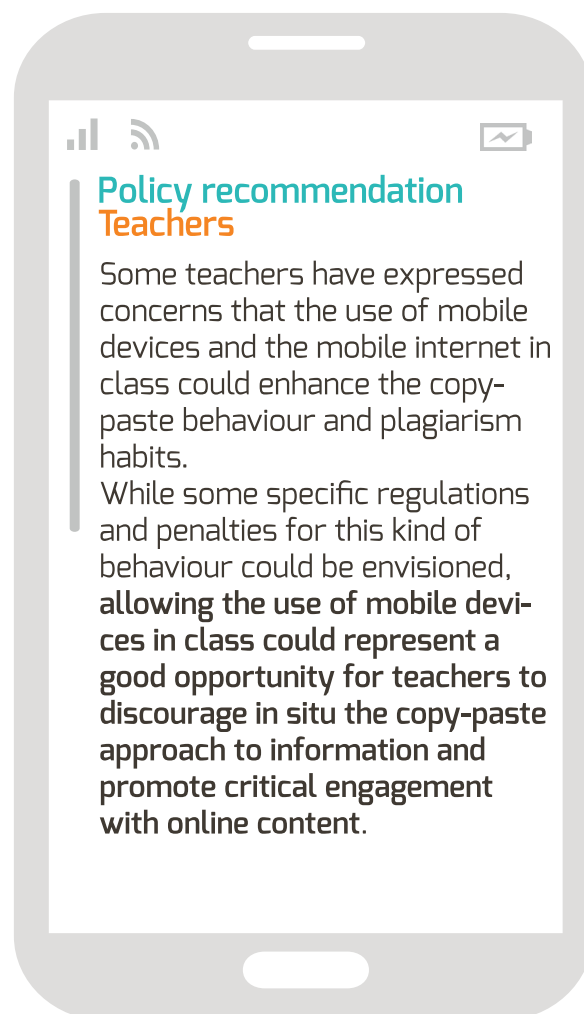 Policy recommendation
Teachers
Some teachers have expressed
concerns that the use of mobile
devices and the mobile internet in
class could enhance the copy-
paste behaviour and plagiarism
habits.
While some specific regulations
and penalties for this kind of
behaviour could be envisioned,
allowing the use of mobile devi-
ces in class could represent a
good opportunity for teachers to
discourage in situ the copy-paste
approach to information and
promote critical engagement
with online content.